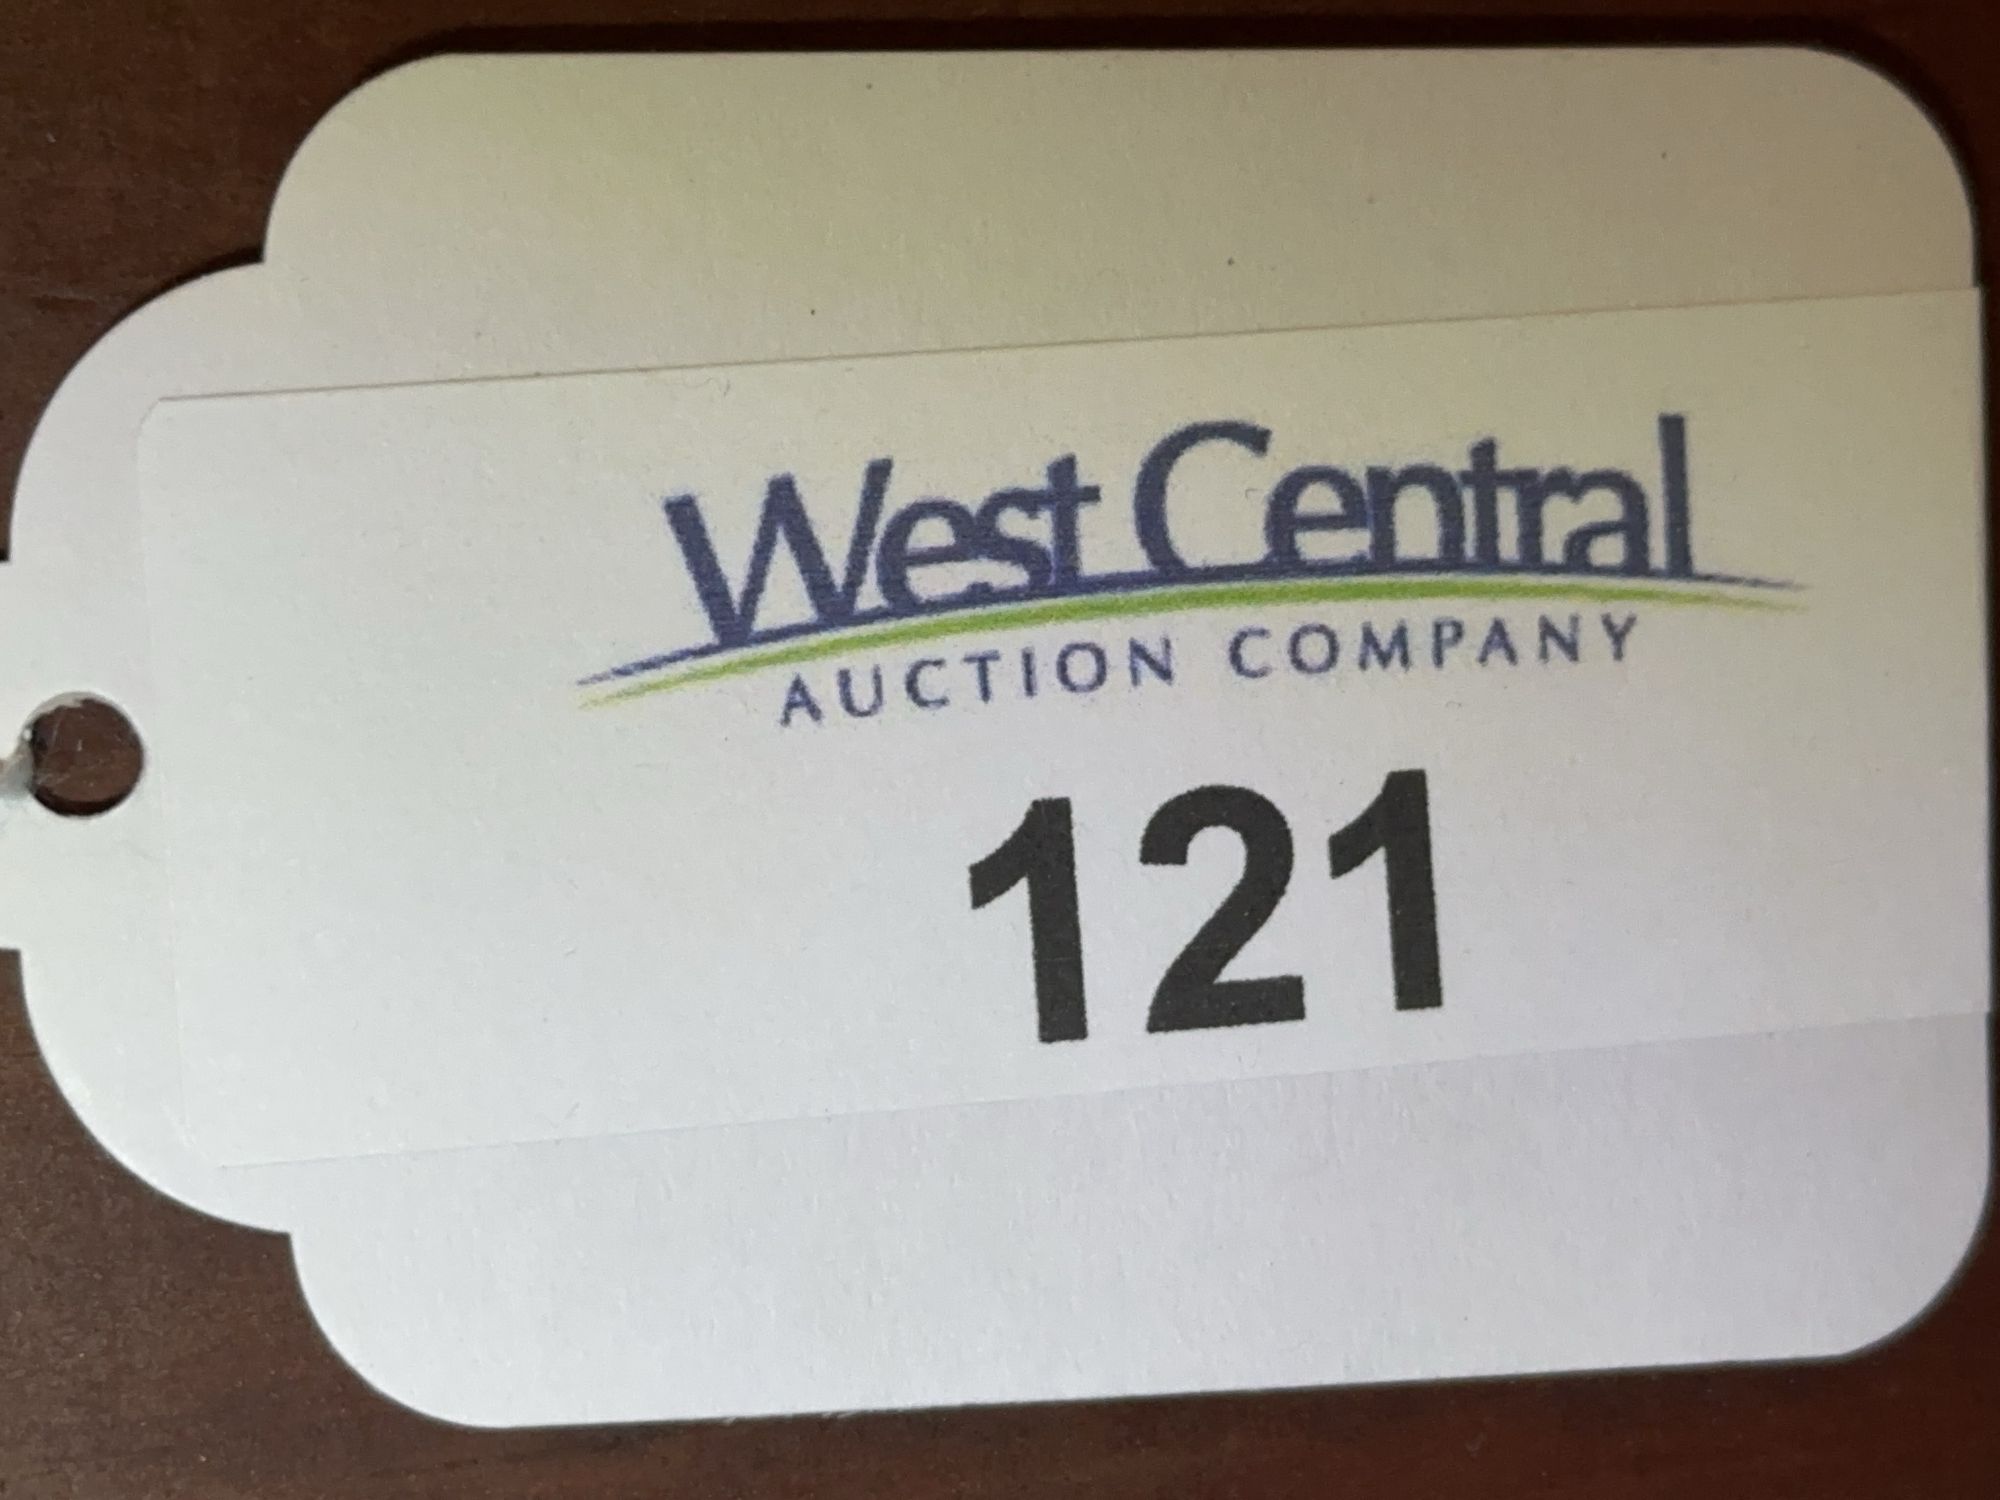 West Central
AUCTION COMPANY
121